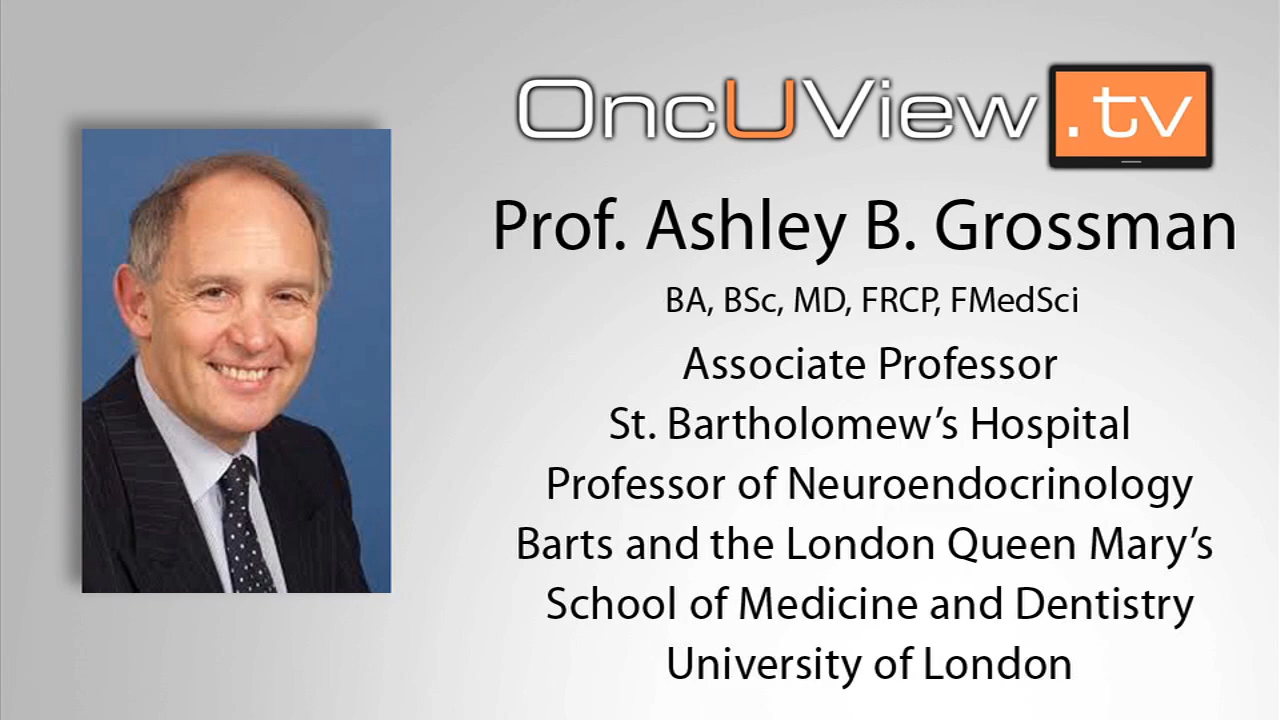 OncUView.tv
Prof. Ashley B. Grossman
BA, BSc, MD, FRCP, FMedSci
Associate Professor
St. Bartholomew’s Hospital
Professor of Neuroendocrinology
Barts and the London Queen Mary’s
School of Medicine and Dentistry
University of London